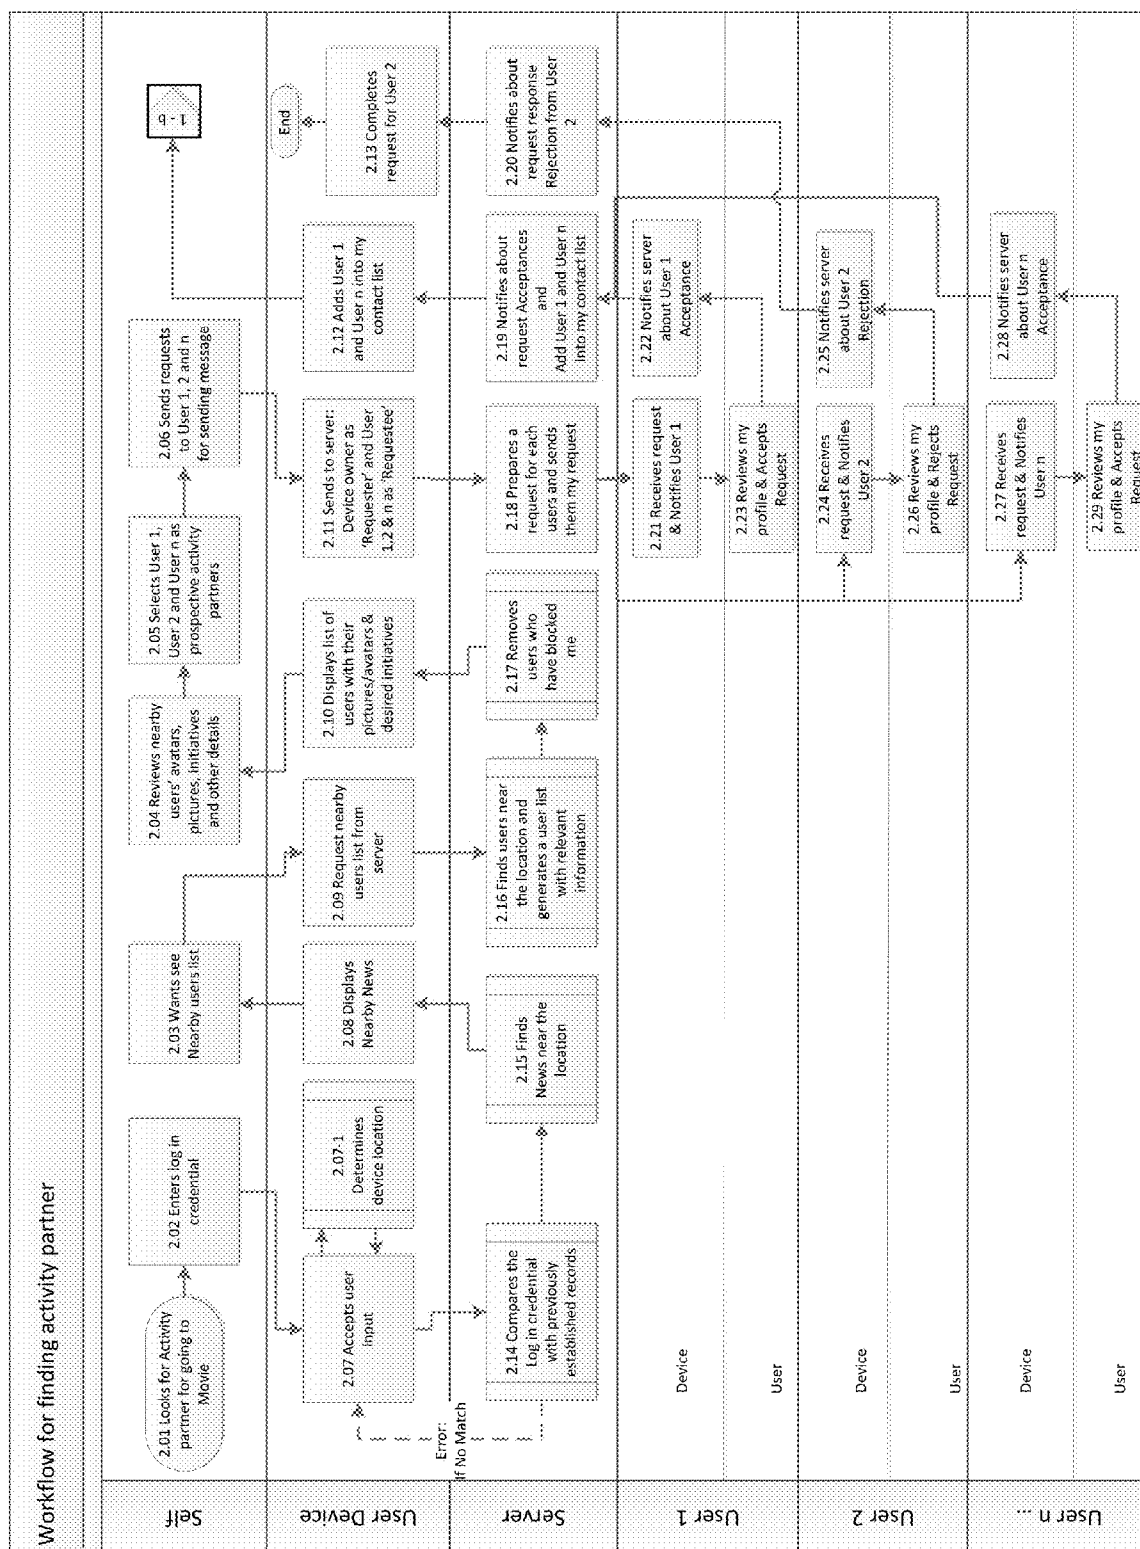 Workflow for finding activity partner
Self
2.01 Looks for Activity
partner for going to
Movie
2.02 Enters log in
credential
2.03 Wants see
Nearby users list
2.04 Reviews nearby
users' avatars,
pictures, initiatives
and other details
2.05 Selects User 1,
User 2 and User n as
prospective activity
partners
2.06 Sends requests
to User 1, 2 and n
for sending message
1 - b
User Device
2.07 Accepts user
input
2.07-1
Determines
device location
2.08 Displays
Nearby News
2.09 Request nearby
users list from
server
2.10 Displays list of
users with their
pictures/avatars &
desired initiatives
2.11 Sends to server:
Device owner as
'Requester' and User
1,2 & n as 'Requestee'
2.12 Adds User 1
and User n into my
contact list
2.13 Completes
request for User 2
End
Server
Error:
If No Match
2.14 Compares the
Log in credential
with previously
established records
2.15 Finds
News near the
location
2.16 Finds users near
the location and
generates a user list
with relevant
information
2.17 Removes
users who
have blocked
me
2.18 Prepares a
request for each
users and sends
them my request
2.19 Notifies about
request Acceptances
and
Add User 1 and User n
into my contact list
2.20 Notifies about
request response
Rejection from User
2
User 1
Device
2.21 Receives request
& Notifies User 1
2.22 Notifies server
about User 1
Acceptance
User
2.23 Reviews my
profile & Accepts
Request
User 2
Device
2.24 Receives
request & Notifies
User 2
2.25 Notifies server
about User 2
Rejection
User
2.26 Reviews my
profile & Rejects
Request
User n ...
Device
2.27 Receives
request & Notifies
User n
2.28 Notifies server
about User n
Acceptance
User
2.29 Reviews my
profile & Accepts
Request